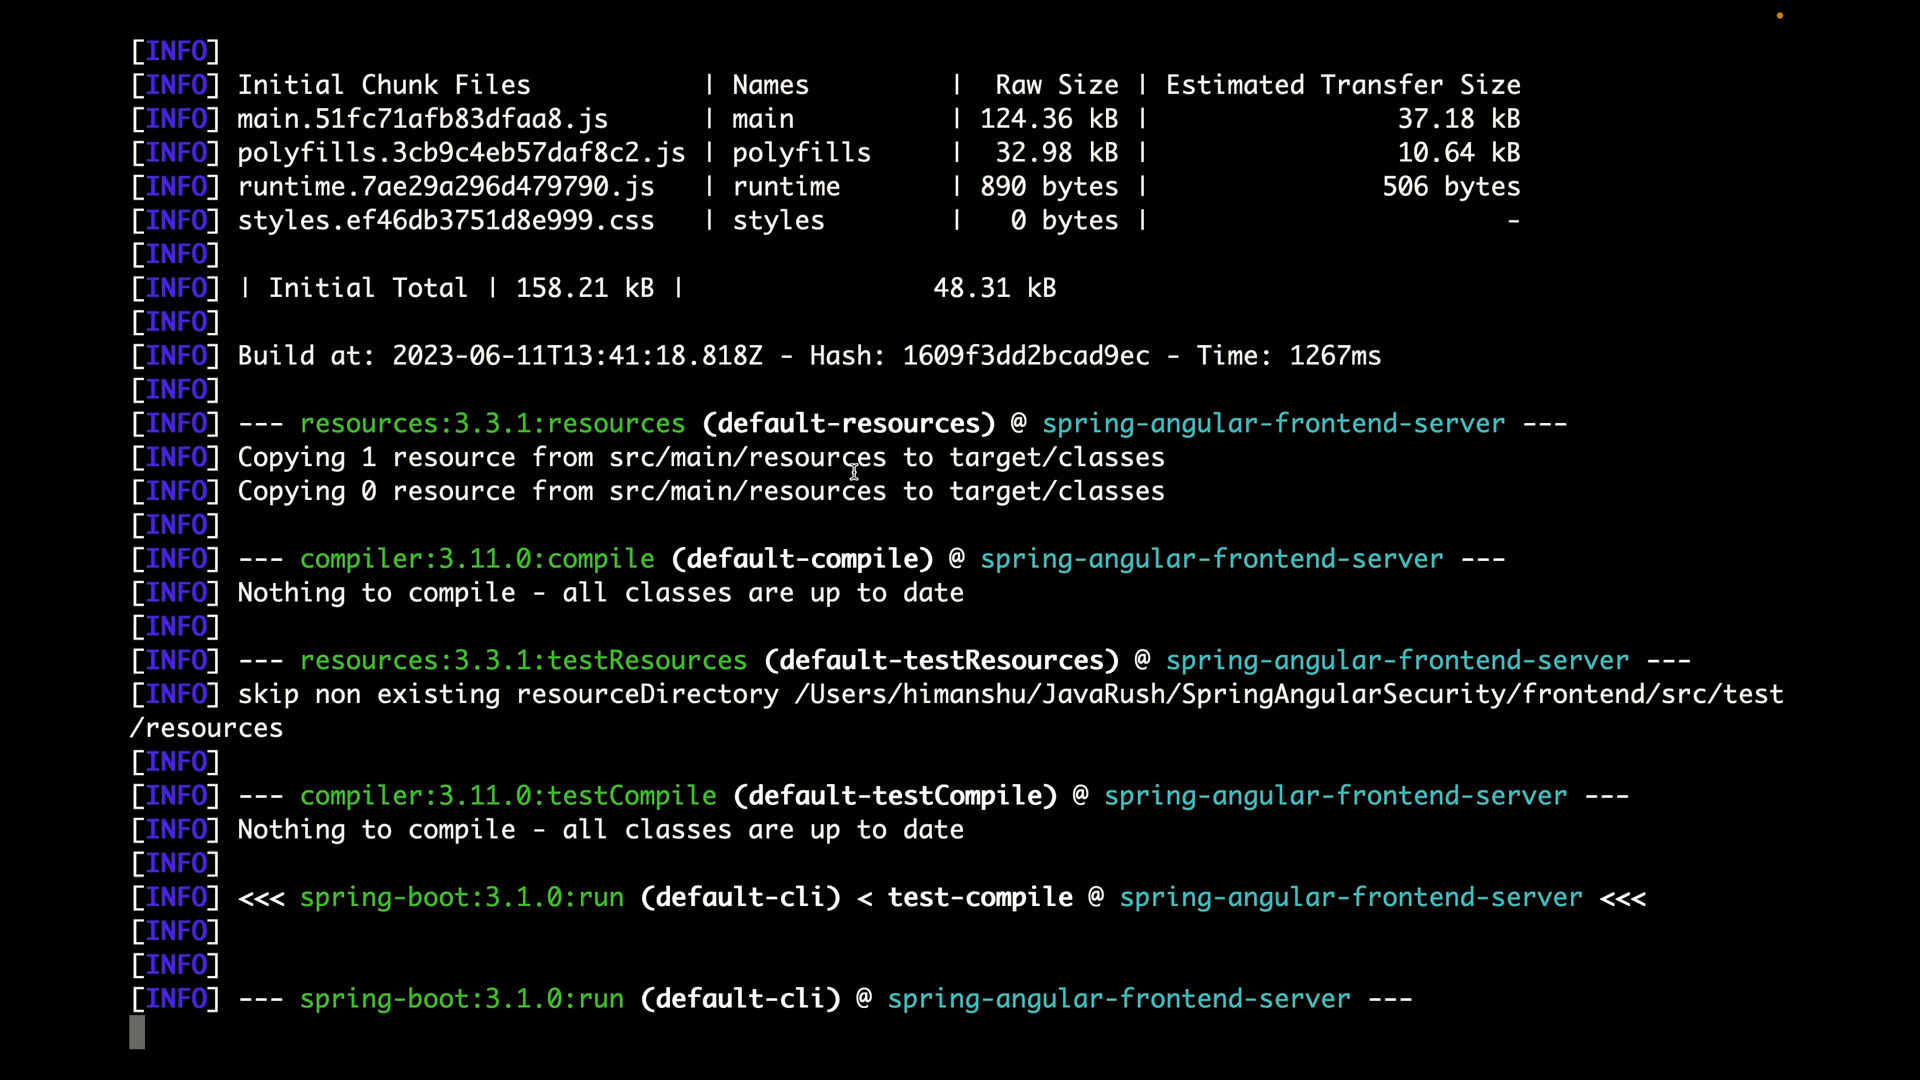 [INFO]
[INFO] Initial Chunk Files | Names | Raw Size | Estimated Transfer Size
[INFO] main.51fc71afb83dfaa8.js | main | 124.36 kB | 37.18 kB
[INFO] polyfills.3cb9c4eb57daf8c2.js | polyfills | 32.98 kB | 10.64 kB
[INFO] runtime.7ae29a296d479790.js | runtime | 890 bytes | 506 bytes
[INFO] styles.ef46db3751d8e999.css | styles | 0 bytes | -
[INFO]
[INFO] | Initial Total | 158.21 kB | 48.31 kB
[INFO]
[INFO] Build at: 2023-06-11T13:41:18.818Z - Hash: 1609f3dd2bcad9ec - Time: 1267ms
[INFO]
[INFO] --- resources:3.3.1:resources (default-resources) @ spring-angular-frontend-server ---
[INFO] Copying 1 resource from src/main/resources to target/classes
[INFO] Copying 0 resource from src/main/resources to target/classes
[INFO]
[INFO] --- compiler:3.11.0:compile (default-compile) @ spring-angular-frontend-server ---
[INFO] Nothing to compile - all classes are up to date
[INFO]
[INFO] --- resources:3.3.1:testResources (default-testResources) @ spring-angular-frontend-server ---
[INFO] skip non existing resourceDirectory /Users/himanshu/JavaRush/SpringAngularSecurity/frontend/src/test
/resources
[INFO]
[INFO] --- compiler:3.11.0:testCompile (default-testCompile) @ spring-angular-frontend-server ---
[INFO] Nothing to compile - all classes are up to date
[INFO]
[INFO] <<< spring-boot:3.1.0:run (default-cli) < test-compile @ spring-angular-frontend-server <<<
[INFO]
[INFO]
[INFO] --- spring-boot:3.1.0:run (default-cli) @ spring-angular-frontend-server ---